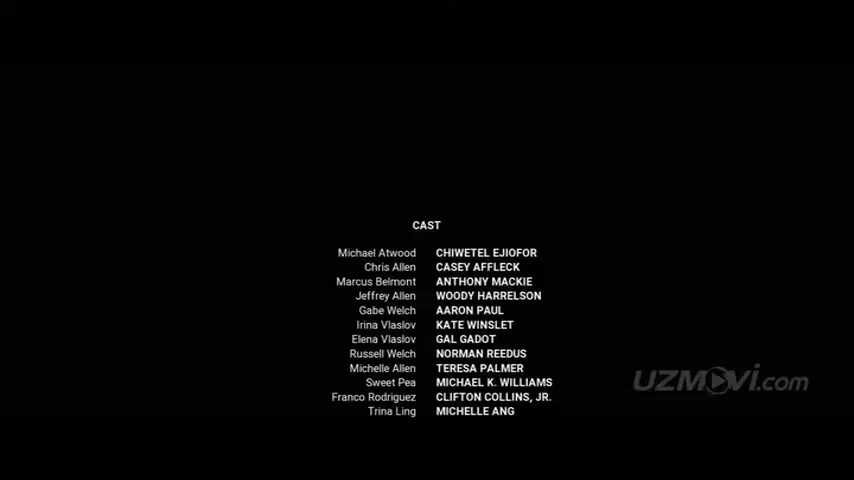 CAST
Michael Atwood CHIWETEL EJIOFOR
Chris Allen CASEY AFFLECK
Marcus Belmont ANTHONY MACKIE
Jeffrey Allen WOODY HARRELSON
Gabe Welch AARON PAUL
Irina Vlaslov KATE WINSLET
Elena Vlaslov GAL GADOT
Russell Welch NORMAN REEDUS
Michelle Allen TERESA PALMER
Sweet Pea MICHAEL K. WILLIAMS
Franco Rodriguez CLIFTON COLLINS, JR.
Trina Ling MICHELLE ANG
UZMOVi.com